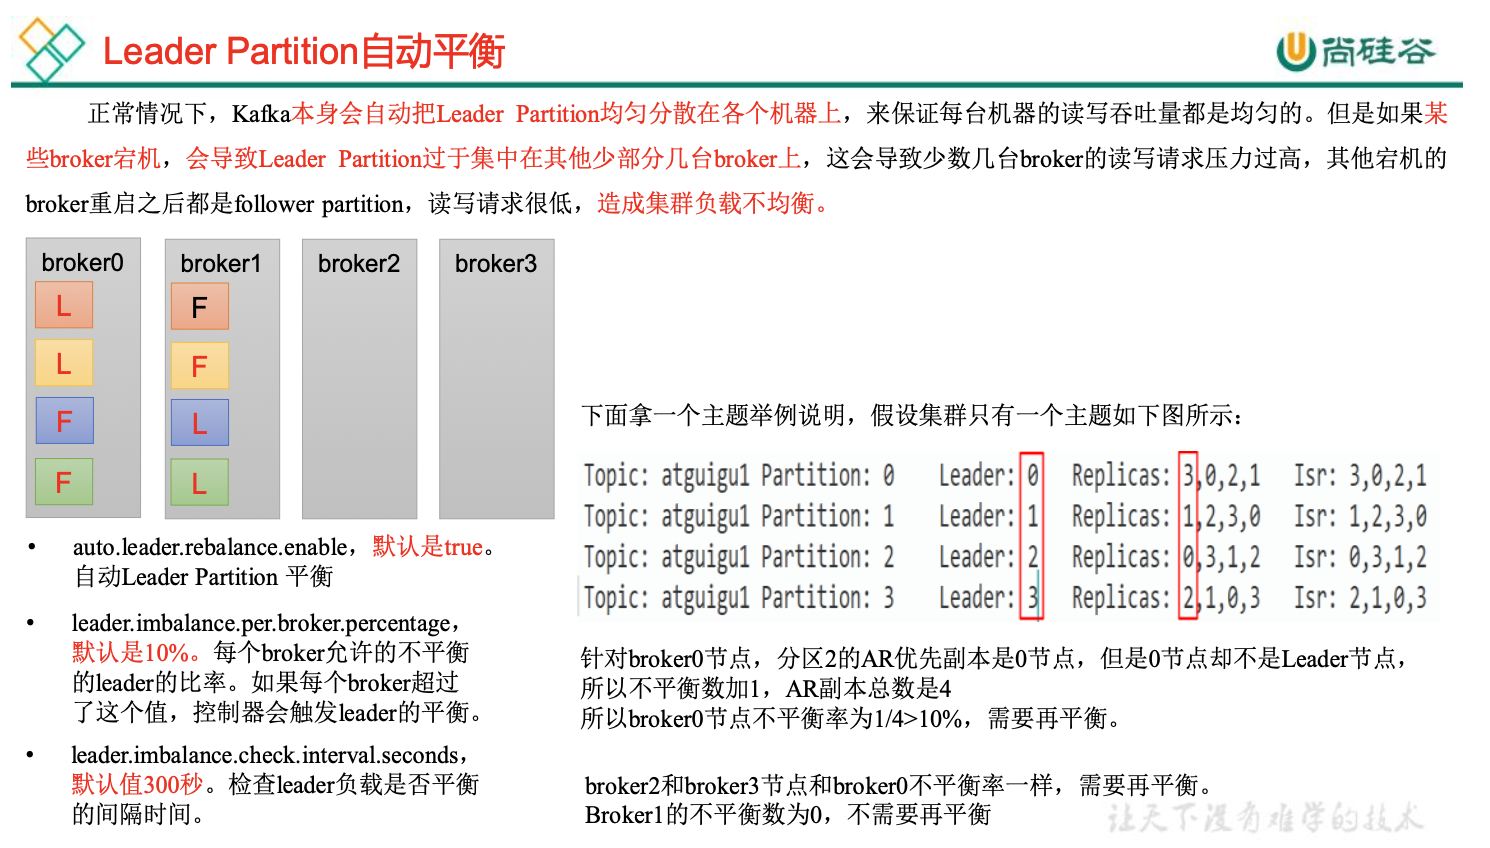 Leader Partition自动平衡
尚硅谷
正常情况下，Kafka本身会自动把Leader Partition均匀分散在各个机器上，来保证每台机器的读写吞吐量都是均匀的。但是如果某
些broker宕机，会导致Leader Partition过于集中在其他少部分几台broker上，这会导致少数几台broker的读写请求压力过高，其他宕机的
broker重启之后都是follower partition，读写请求很低，造成集群负载不均衡。
broker0
L
L
F
F
broker1
F
F
L
L
broker2
broker3
• auto.leader.rebalance.enable，默认是true。
自动Leader Partition 平衡
• leader.imbalance.per.broker.percentage，
默认是10%。每个broker允许的不平衡
的leader的比率。如果每个broker超过
了这个值，控制器会触发leader的平衡。
• leader.imbalance.check.interval.seconds，
默认值300秒。检查leader负载是否平衡
的间隔时间。
下面拿一个主题举例说明，假设集群只有一个主题如下图所示：
Topic: atguigu1 Partition: 0 Leader: 0 Replicas: 3,0,2,1 Isr: 3,0,2,1
Topic: atguigu1 Partition: 1 Leader: 1 Replicas: 1,2,3,0 Isr: 1,2,3,0
Topic: atguigu1 Partition: 2 Leader: 2 Replicas: 0,3,1,2 Isr: 0,3,1,2
Topic: atguigu1 Partition: 3 Leader: 3 Replicas: 2,1,0,3 Isr: 2,1,0,3
针对broker0节点，分区2的AR优先副本是0节点，但是0节点却不是Leader节点，
所以不平衡数加1，AR副本总数是4
所以broker0节点不平衡率为1/4>10%，需要再平衡。
broker2和broker3节点和broker0不平衡率一样，需要再平衡。
Broker1的不平衡数为0，不需要再平衡
让天下没有难学的技术